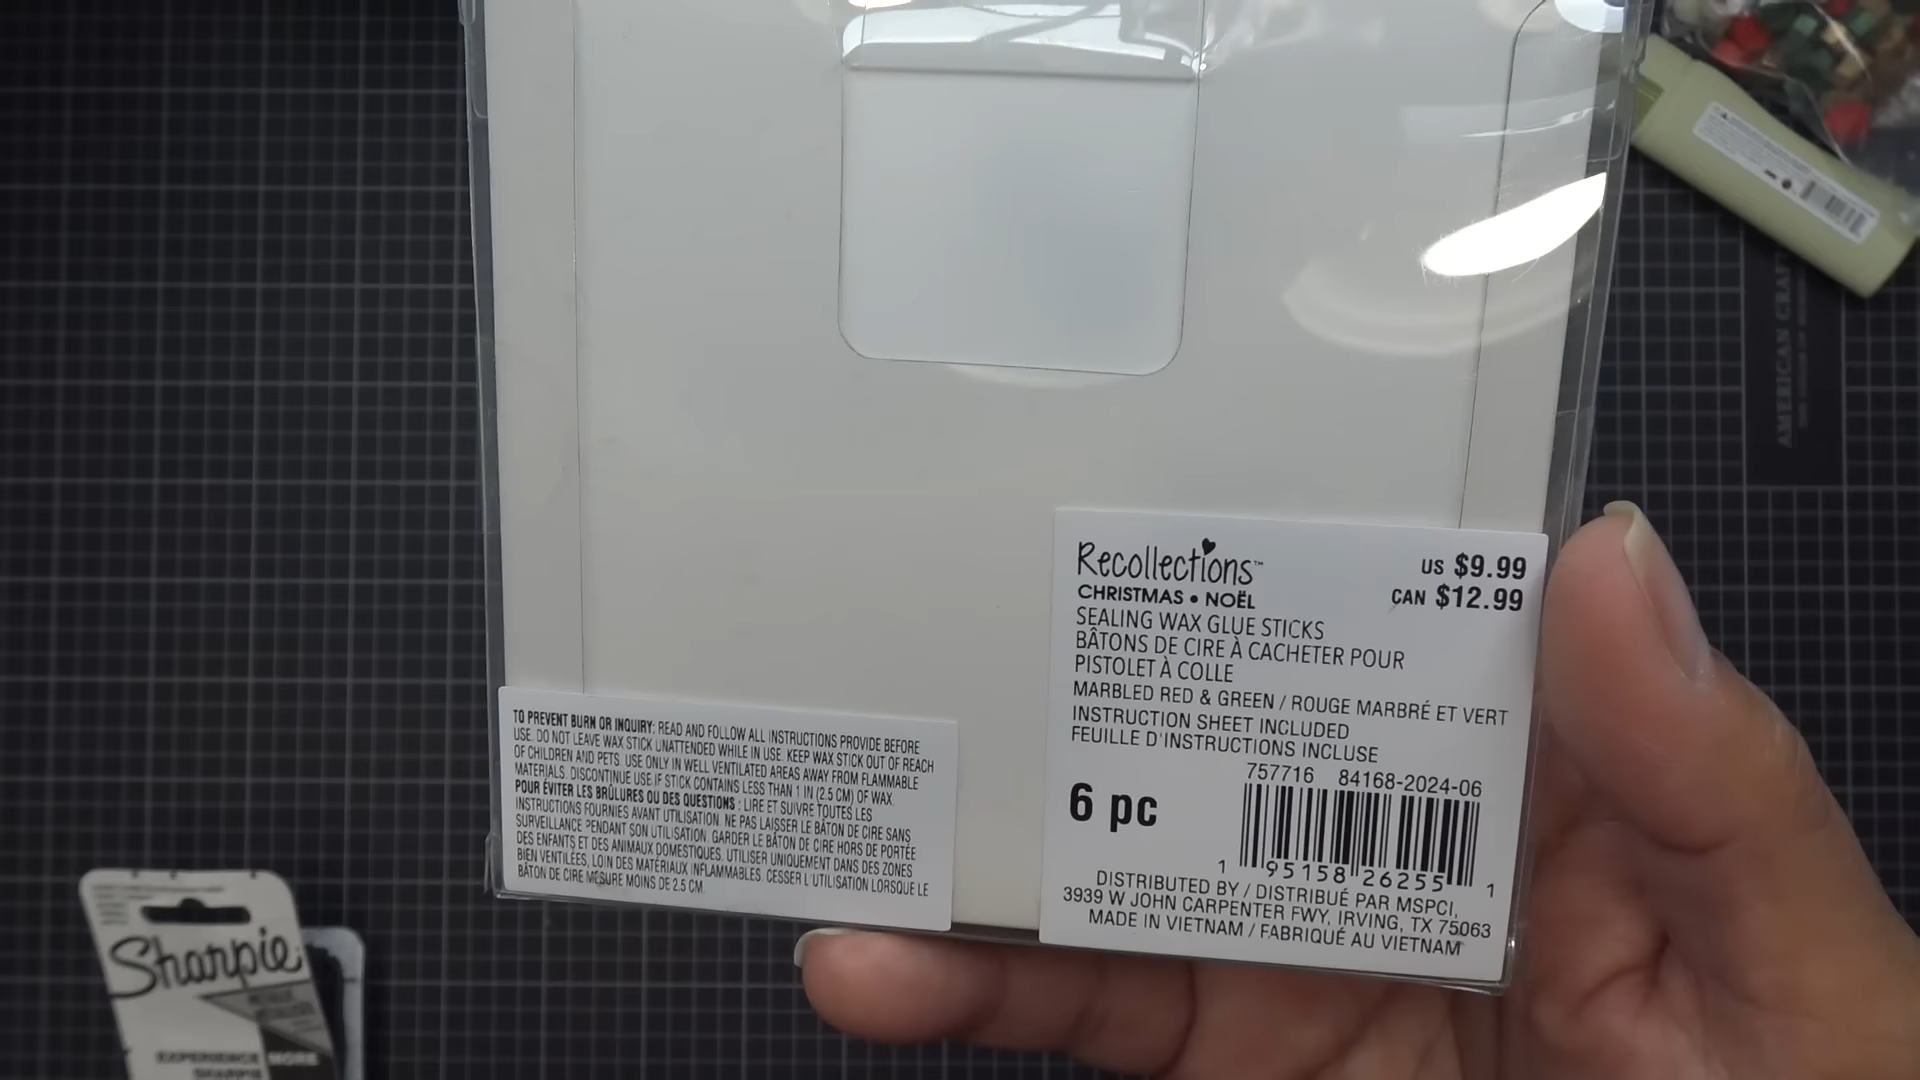 Recollections™
US $9.99
CHRISTMAS • NOËL
CAN $12.99
SEALING WAX GLUE STICKS
BÂTONS DE CIRE À CACHETER POUR
PISTOLET À COLLE
MARBLED RED & GREEN / ROUGE MARBRÉ ET VERT
INSTRUCTION SHEET INCLUDED
FEUILLE D'INSTRUCTIONS INCLUSE
757716 84168-2024-06
6 pc
1 95158 26255 1
DISTRIBUTED BY / DISTRIBUÉ PAR MSPCI,
3939 W JOHN CARPENTER FWY, IRVING, TX 75063
MADE IN VIETNAM / FABRIQUÉ AU VIETNAM
TO PREVENT BURN OR INQUIRY: READ AND FOLLOW ALL INSTRUCTIONS PROVIDE BEFORE
USE. DO NOT LEAVE WAX STICK UNATTENDED WHILE IN USE. KEEP WAX STICK OUT OF REACH
OF CHILDREN AND PETS. USE ONLY IN WELL VENTILATED AREAS AWAY FROM FLAMMABLE
MATERIALS. DISCONTINUE USE IF STICK CONTAINS LESS THAN 1 IN (2.5 CM) OF WAX.
POUR ÉVITER LES BRÛLURES OU DES QUESTIONS : LIRE ET SUIVRE TOUTES LES
INSTRUCTIONS FOURNIES AVANT UTILISATION. NE PAS LAISSER LE BÂTON DE CIRE SANS
SURVEILLANCE PENDANT SON UTILISATION. GARDER LE BÂTON DE CIRE HORS DE PORTÉE
DES ENFANTS ET DES ANIMAUX DOMESTIQUES. UTILISER UNIQUEMENT DANS DES ZONES
BIEN VENTILÉES, LOIN DES MATÉRIAUX INFLAMMABLES. CESSER L'UTILISATION LORSQUE LE
BÂTON DE CIRE MESURE MOINS DE 2.5 CM.
Sharpie
EXPERIENCE MORE
SHARPIE
AMERICAN CRAF